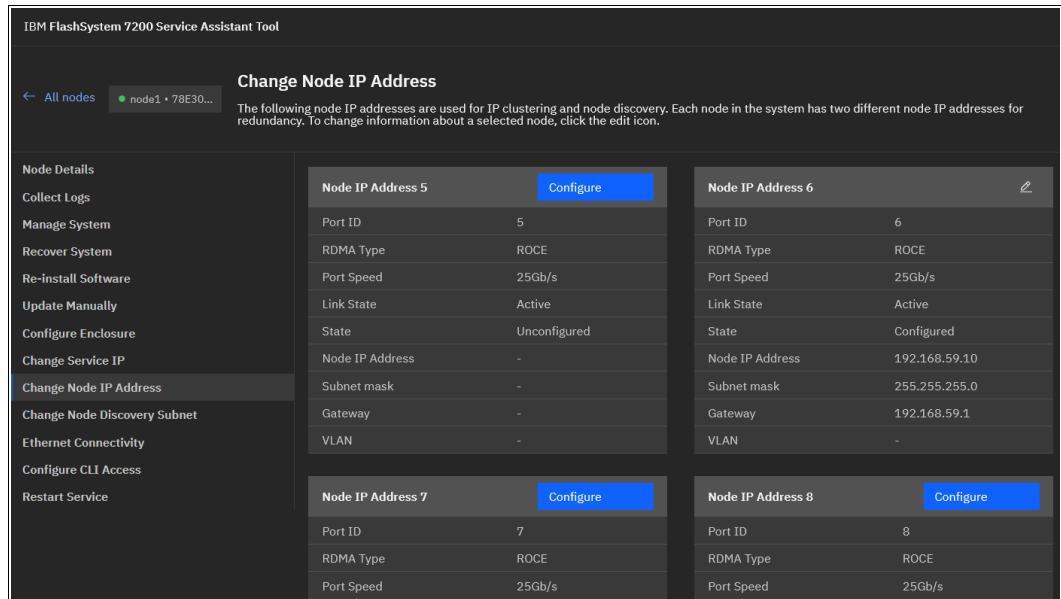 IBM FlashSystem 7200 Service Assistant Tool
← All nodes
node1 • 78E30...
Change Node IP Address
The following node IP addresses are used for IP clustering and node discovery. Each node in the system has two different node IP addresses for
redundancy. To change information about a selected node, click the edit icon.
Node Details
Collect Logs
Manage System
Recover System
Re-install Software
Update Manually
Configure Enclosure
Change Service IP
Change Node IP Address
Change Node Discovery Subnet
Ethernet Connectivity
Configure CLI Access
Restart Service
Node IP Address 5 Configure
Port ID 5
RDMA Type ROCE
Port Speed 25Gb/s
Link State Active
State Unconfigured
Node IP Address -
Subnet mask -
Gateway -
VLAN -
Node IP Address 6
Port ID 6
RDMA Type ROCE
Port Speed 25Gb/s
Link State Active
State Configured
Node IP Address 192.168.59.10
Subnet mask 255.255.255.0
Gateway 192.168.59.1
VLAN -
Node IP Address 7 Configure
Port ID 7
RDMA Type ROCE
Port Speed 25Gb/s
Node IP Address 8 Configure
Port ID 8
RDMA Type ROCE
Port Speed 25Gb/s